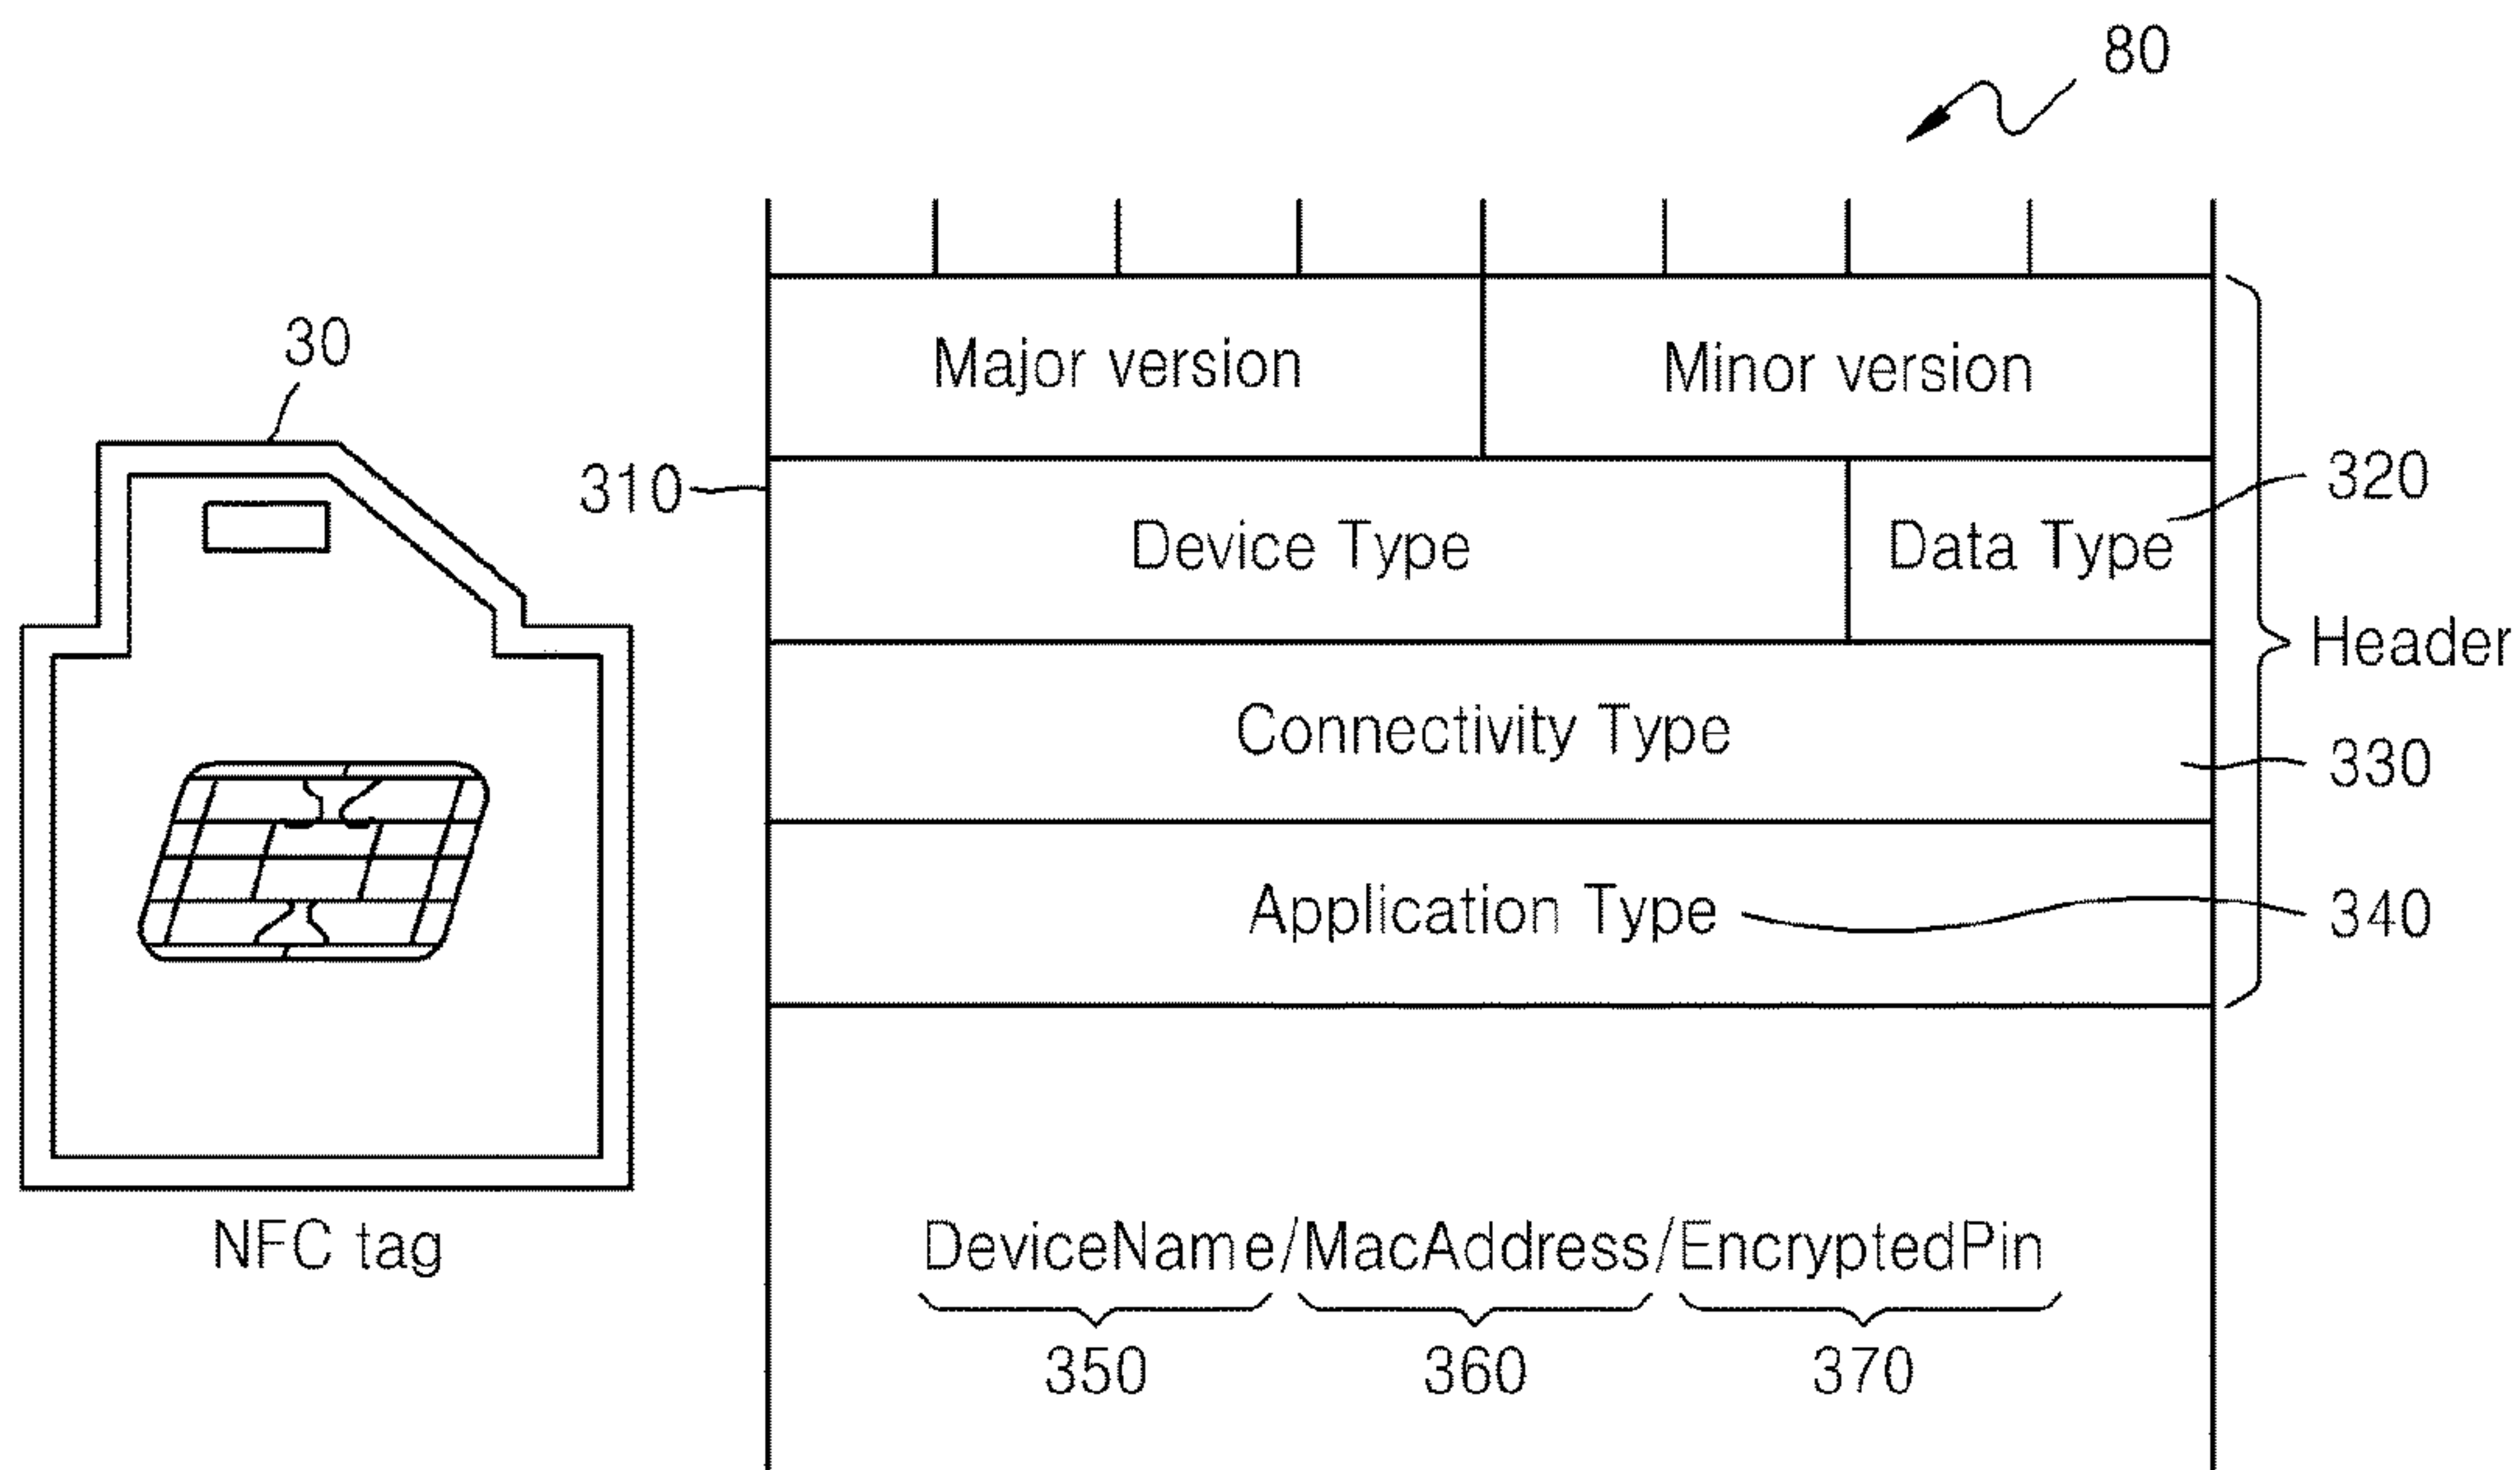 80
30
Major version
Minor version
310
Device Type
Data Type
320
Header
Connectivity Type
330
Application Type
340
NFC tag
DeviceName/MacAddress/EncryptedPin
350
360
370